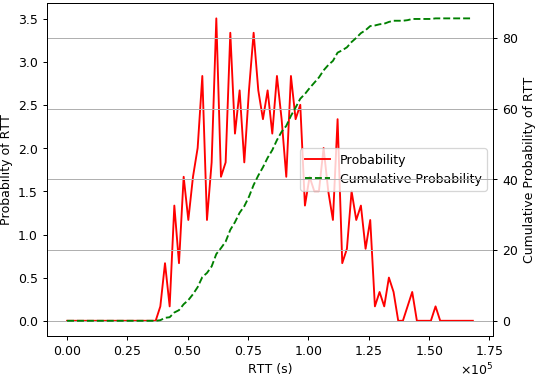 3.5
3.0
2.5
2.0
1.5
1.0
0.5
0.0
Probability of RTT
80
60
40
20
0
Cumulative Probability of RTT
Probability
Cumulative Probability
0.00 0.25 0.50 0.75 1.00 1.25 1.50 1.75
RTT (s)
×10⁵